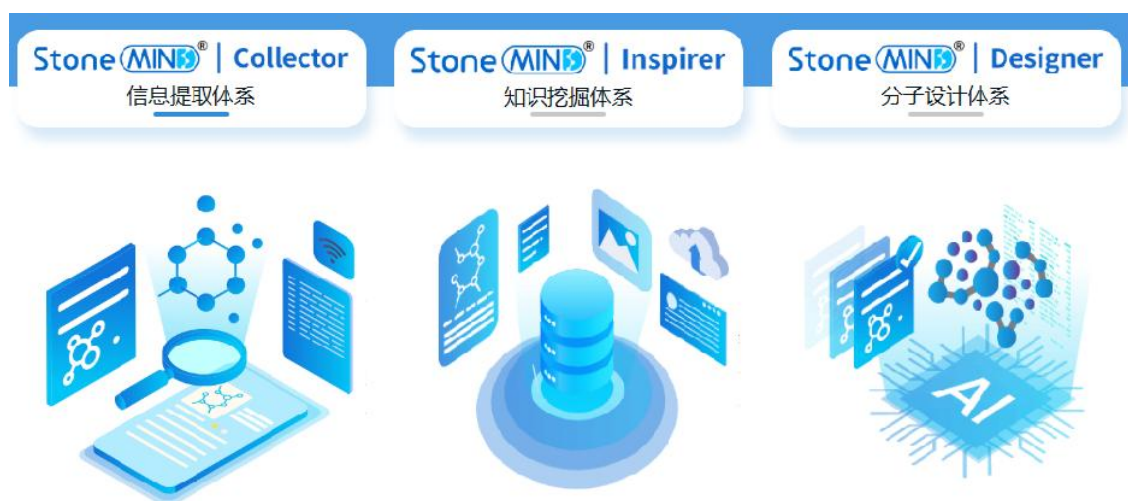 StoneMIND® | Collector
信息提取体系
StoneMIND® | Inspirer
知识挖掘体系
StoneMIND® | Designer
分子设计体系
AI